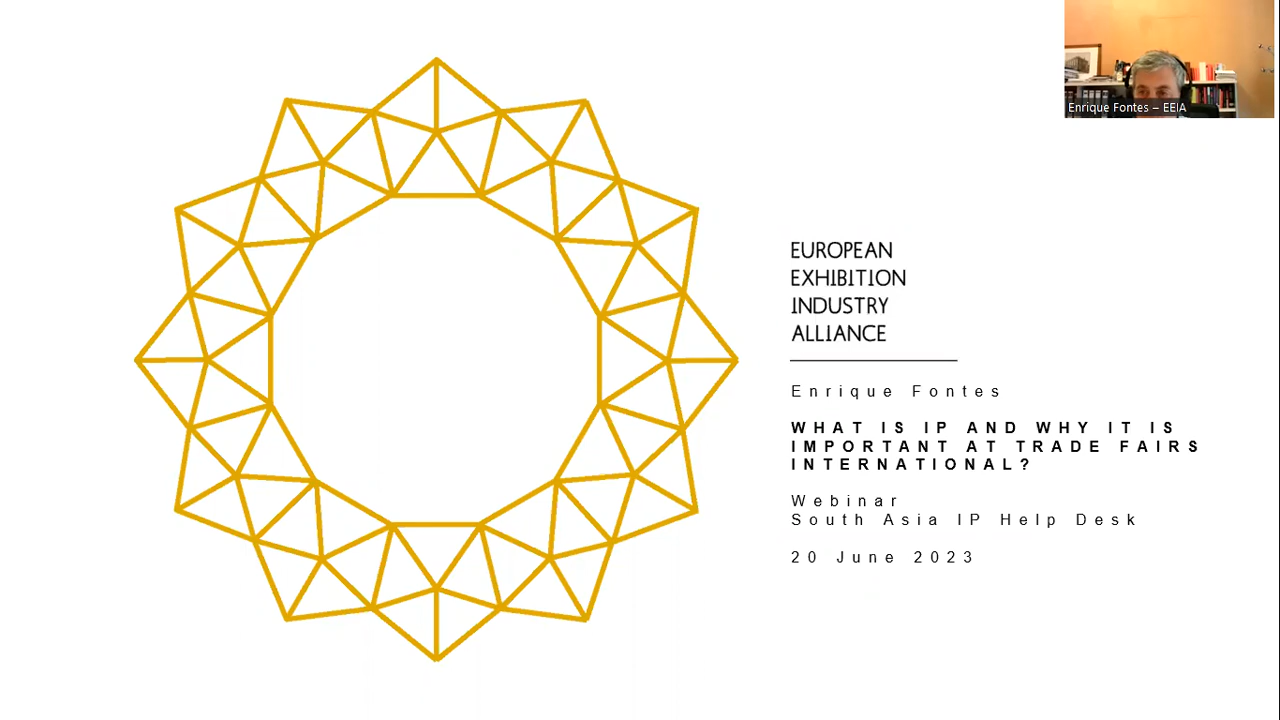 Enrique Fontes – EEIA
EUROPEAN
EXHIBITION
INDUSTRY
ALLIANCE
Enrique Fontes
WHAT IS IP AND WHY IT IS
IMPORTANT AT TRADE FAIRS
INTERNATIONAL?
Webinar
South Asia IP Help Desk
20 June 2023